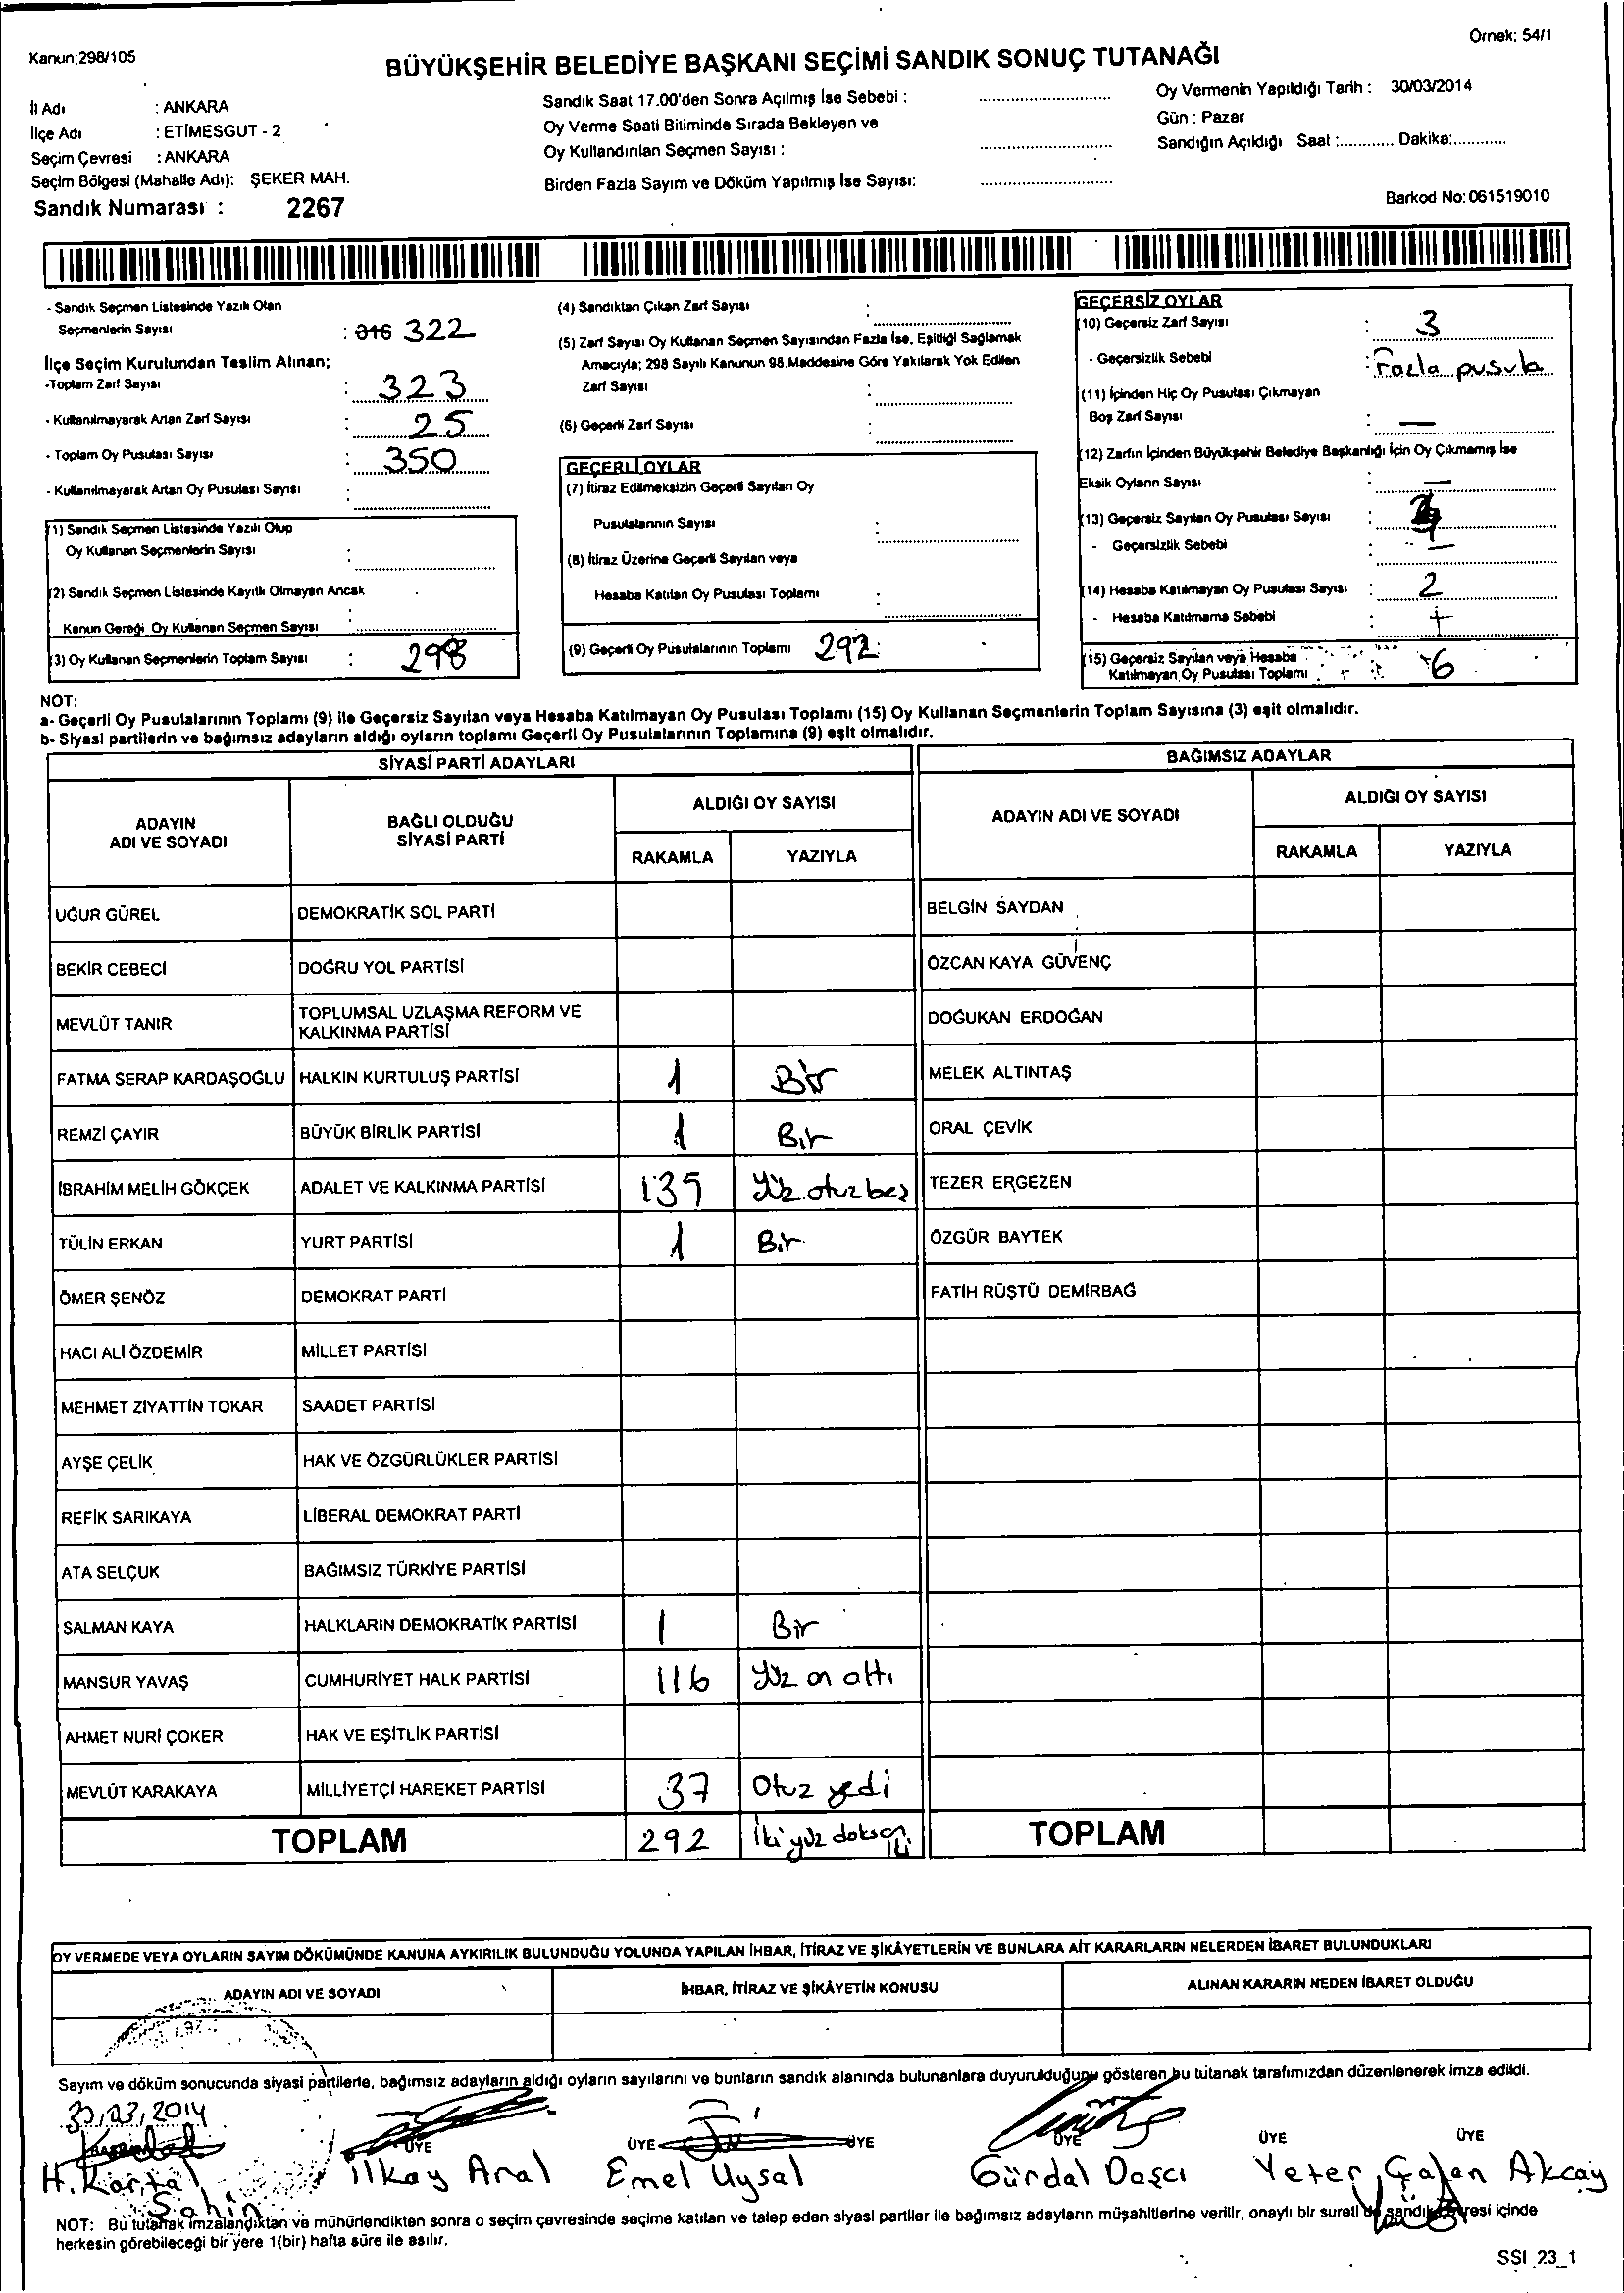 Kanun;298/105
Örnek: 54/1
BÜYÜKŞEHİR BELEDİYE BAŞKANI SEÇİMİ SANDIK SONUÇ TUTANAĞI
İl Adı : ANKARA
İlçe Adı : ETİMESGUT - 2
Seçim Çevresi : ANKARA
Seçim Bölgesi (Mahalle Adı): ŞEKER MAH.
Sandık Numarası : 2267
Sandık Saat 17.00'den Sonra Açılmış İse Sebebi :
Oy Verme Saati Bitiminde Sırada Bekleyen ve
Oy Kullandırılan Seçmen Sayısı :
Birden Fazla Sayım ve Döküm Yapılmış İse Sayısı:
Oy Vermenin Yapıldığı Tarih : 30/03/2014
Gün : Pazar
Sandığın Açıldığı Saat :............ Dakika:............
Barkod No: 061519010
- Sandık Seçmen Listesinde Yazılı Olan
Seçmenlerin Sayısı : 316 322
İlçe Seçim Kurulundan Teslim Alınan;
-Toplam Zarf Sayısı : 323
- Kullanılmayarak Artan Zarf Sayısı : 25
- Toplam Oy Pusulası Sayısı : 350
- Kullanılmayarak Artan Oy Pusulası Sayısı :
(1) Sandık Seçmen Listesinde Yazılı Olup
Oy Kullanan Seçmenlerin Sayısı :
(2) Sandık Seçmen Listesinde Kayıtlı Olmayan Ancak
Kanun Gereği Oy Kullanan Seçmen Sayısı :
(3) Oy Kullanan Seçmenlerin Toplam Sayısı : 298
(4) Sandıktan Çıkan Zarf Sayısı :
(5) Zarf Sayısı Oy Kullanan Seçmen Sayısından Fazla İse, Eşitliği Sağlamak
Amacıyla; 298 Sayılı Kanunun 98.Maddesine Göre Yakılarak Yok Edilen
Zarf Sayısı :
(6) Geçerli Zarf Sayısı :
GEÇERLİ OYLAR
(7) İtiraz Edilmeksizin Geçerli Sayılan Oy
Pusulalarının Sayısı :
(8) İtiraz Üzerine Geçerli Sayılan veya
Hesaba Katılan Oy Pusulası Toplamı :
(9) Geçerli Oy Pusulalarının Toplamı 292:
GEÇERSİZ OYLAR
(10) Geçersiz Zarf Sayısı : 3
- Geçersizlik Sebebi : Fazla pusula
(11) İçinden Hiç Oy Pusulası Çıkmayan
Boş Zarf Sayısı : —
(12) Zarfın İçinden Büyükşehir Belediye Başkanlığı İçin Oy Çıkmamış İse
Eksik Oyların Sayısı : —
(13) Geçersiz Sayılan Oy Pusulası Sayısı :
- Geçersizlik Sebebi : —
(14) Hesaba Katılmayan Oy Pusulası Sayısı : 2
- Hesaba Katılmama Sebebi :
(15) Geçersiz Sayılan veya Hesaba
Katılmayan Oy Pusulası Toplamı : 6
NOT:
a- Geçerli Oy Pusulalarının Toplamı (9) ile Geçersiz Sayılan veya Hesaba Katılmayan Oy Pusulası Toplamı (15) Oy Kullanan Seçmenlerin Toplam Sayısına (3) eşit olmalıdır.
b- Siyasi partilerin ve bağımsız adayların aldığı oyların toplamı Geçerli Oy Pusulalarının Toplamına (9) eşit olmalıdır.
SİYASİ PARTİ ADAYLARI
BAĞIMSIZ ADAYLAR
ADAYIN ADI VE SOYADI
BAĞLI OLDUĞU SİYASİ PARTİ
ALDIĞI OY SAYISI
RAKAMLA YAZIYLA
ADAYIN ADI VE SOYADI
ALDIĞI OY SAYISI
RAKAMLA YAZIYLA
UĞUR GÜREL DEMOKRATİK SOL PARTİ BELGİN SAYDAN
BEKİR CEBECİ DOĞRU YOL PARTİSİ ÖZCAN KAYA GÜVENÇ
MEVLÜT TANIR TOPLUMSAL UZLAŞMA REFORM VE KALKINMA PARTİSİ DOĞUKAN ERDOĞAN
FATMA SERAP KARDAŞOĞLU HALKIN KURTULUŞ PARTİSİ 1 Bir MELEK ALTINTAŞ
REMZİ ÇAYIR BÜYÜK BİRLİK PARTİSİ 1 Bir ORAL ÇEVİK
İBRAHİM MELİH GÖKÇEK ADALET VE KALKINMA PARTİSİ 135 Yüz otuz beş TEZER ERGEZEN
TÜLİN ERKAN YURT PARTİSİ 1 Bir ÖZGÜR BAYTEK
ÖMER ŞENÖZ DEMOKRAT PARTİ FATİH RÜŞTÜ DEMİRBAĞ
HACI ALİ ÖZDEMİR MİLLET PARTİSİ
MEHMET ZİYATTİN TOKAR SAADET PARTİSİ
AYŞE ÇELİK HAK VE ÖZGÜRLÜKLER PARTİSİ
REFİK SARIKAYA LİBERAL DEMOKRAT PARTİ
ATA SELÇUK BAĞIMSIZ TÜRKİYE PARTİSİ
SALMAN KAYA HALKLARIN DEMOKRATİK PARTİSİ 1 Bir
MANSUR YAVAŞ CUMHURİYET HALK PARTİSİ 116 Yüz on altı
AHMET NURİ ÇOKER HAK VE EŞİTLİK PARTİSİ
MEVLÜT KARAKAYA MİLLİYETÇİ HAREKET PARTİSİ 37 Otuz yedi
TOPLAM 292 İki yüz doksan iki TOPLAM
OY VERMEDE VEYA OYLARIN SAYIM DÖKÜMÜNDE KANUNA AYKIRILIK BULUNDUĞU YOLUNDA YAPILAN İHBAR, İTİRAZ VE ŞİKÂYETLERİN VE BUNLARA AİT KARARLARIN NELERDEN İBARET BULUNDUKLARI
ADAYIN ADI VE SOYADI İHBAR, İTİRAZ VE ŞİKÂYETİN KONUSU ALINAN KARARIN NEDEN İBARET OLDUĞU
Sayım ve döküm sonucunda siyasi partilerle, bağımsız adayların aldığı oyların sayılarını ve bunların sandık alanında bulunanlara duyurulduğunu gösteren bu tutanak tarafımızdan düzenlenerek imza edildi.
30/03/2014
BAŞKAN ÜYE ÜYE ÜYE ÜYE ÜYE ÜYE
H. Kartal Şahin İlkay Anal Emel Uysal Gürdal Daşcı Yeter Çalen Akçay
NOT: Bu tutanak imzalandıktan ve mühürlendikten sonra o seçim çevresinde seçime katılan ve talep eden siyasi partiler ile bağımsız adayların müşahitlerine verilir, onaylı bir sureti de sandık çevresi içinde
herkesin görebileceği bir yere 1(bir) hafta süre ile asılır.
SSI_23_1